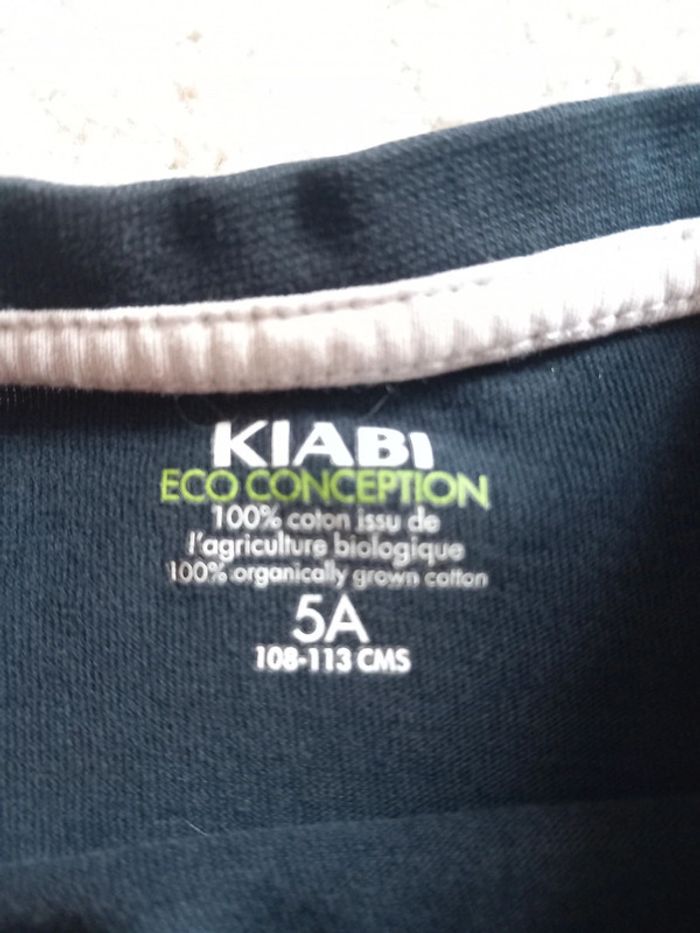 KIABI
ECO CONCEPTION
100% coton issu de
l'agriculture biologique
100% organically grown cotton
5A
108-113 CMS